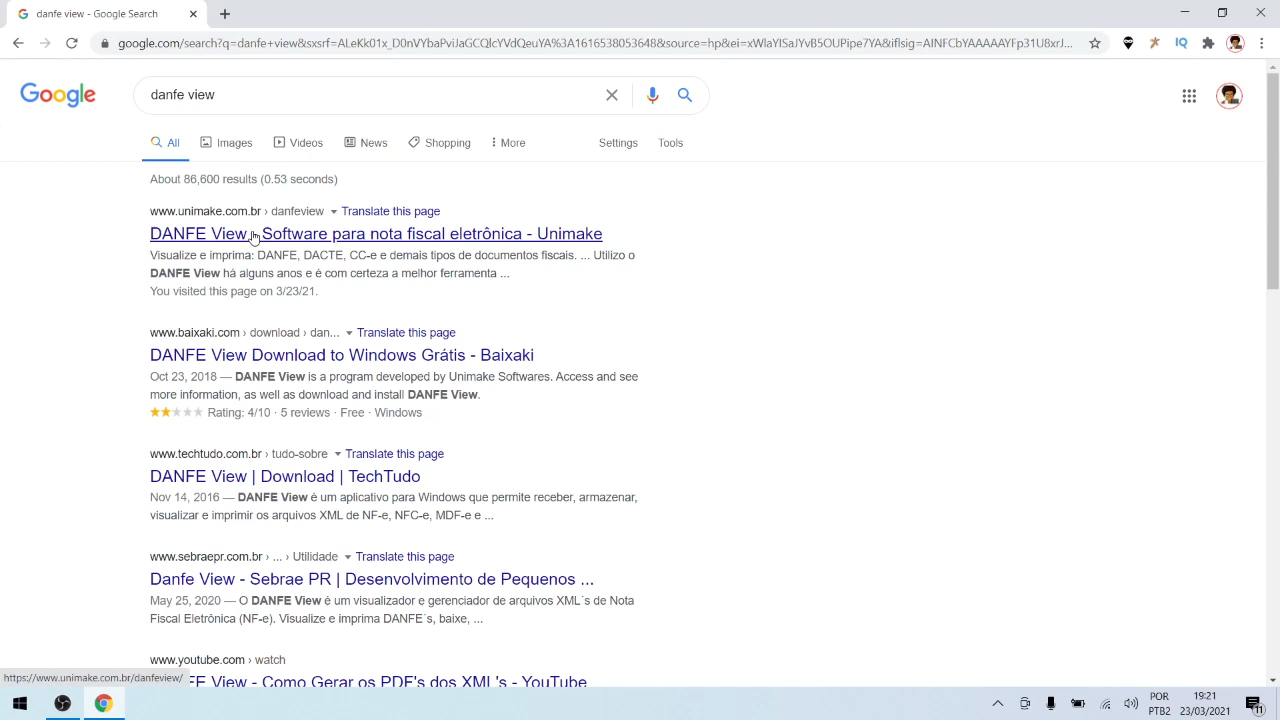 danfe view - Google Search
google.com/search?q=danfe+view&sxsrf=ALeKk01x_D0nVYbaPviJaGCQlcYVdQeuYA%3A1616538053648&source=hp&ei=xWlaYISaJYvB5OUPipe7YA&iflsig=AINFCbYAAAAAYFp31U8xrJ...
IQ
Google
danfe view
All
Images
Videos
News
Shopping
More
Settings
Tools
About 86,600 results (0.53 seconds)
www.unimake.com.br › danfeview Translate this page
DANFE View - Software para nota fiscal eletrônica - Unimake
Visualize e imprima: DANFE, DACTE, CC-e e demais tipos de documentos fiscais. ... Utilizo o
DANFE View há alguns anos e é com certeza a melhor ferramenta ...
You visited this page on 3/23/21.
www.baixaki.com › download › dan... Translate this page
DANFE View Download to Windows Grátis - Baixaki
Oct 23, 2018 — DANFE View is a program developed by Unimake Softwares. Access and see
more information, as well as download and install DANFE View.
Rating: 4/10 · 5 reviews · Free · Windows
www.techtudo.com.br › tudo-sobre Translate this page
DANFE View | Download | TechTudo
Nov 14, 2016 — DANFE View é um aplicativo para Windows que permite receber, armazenar,
visualizar e imprimir os arquivos XML de NF-e, NFC-e, MDF-e e ...
www.sebraepr.com.br › ... › Utilidade Translate this page
Danfe View - Sebrae PR | Desenvolvimento de Pequenos ...
May 25, 2020 — O DANFE View é um visualizador e gerenciador de arquivos XML´s de Nota
Fiscal Eletrônica (NF-e). Visualize e imprima DANFE´s, baixe, ...
www.youtube.com › watch
FE View - Como Gerar os PDF's dos XML's - YouTube
https://www.unimake.com.br/danfeview/
POR
PTB2
19:21
23/03/2021
11